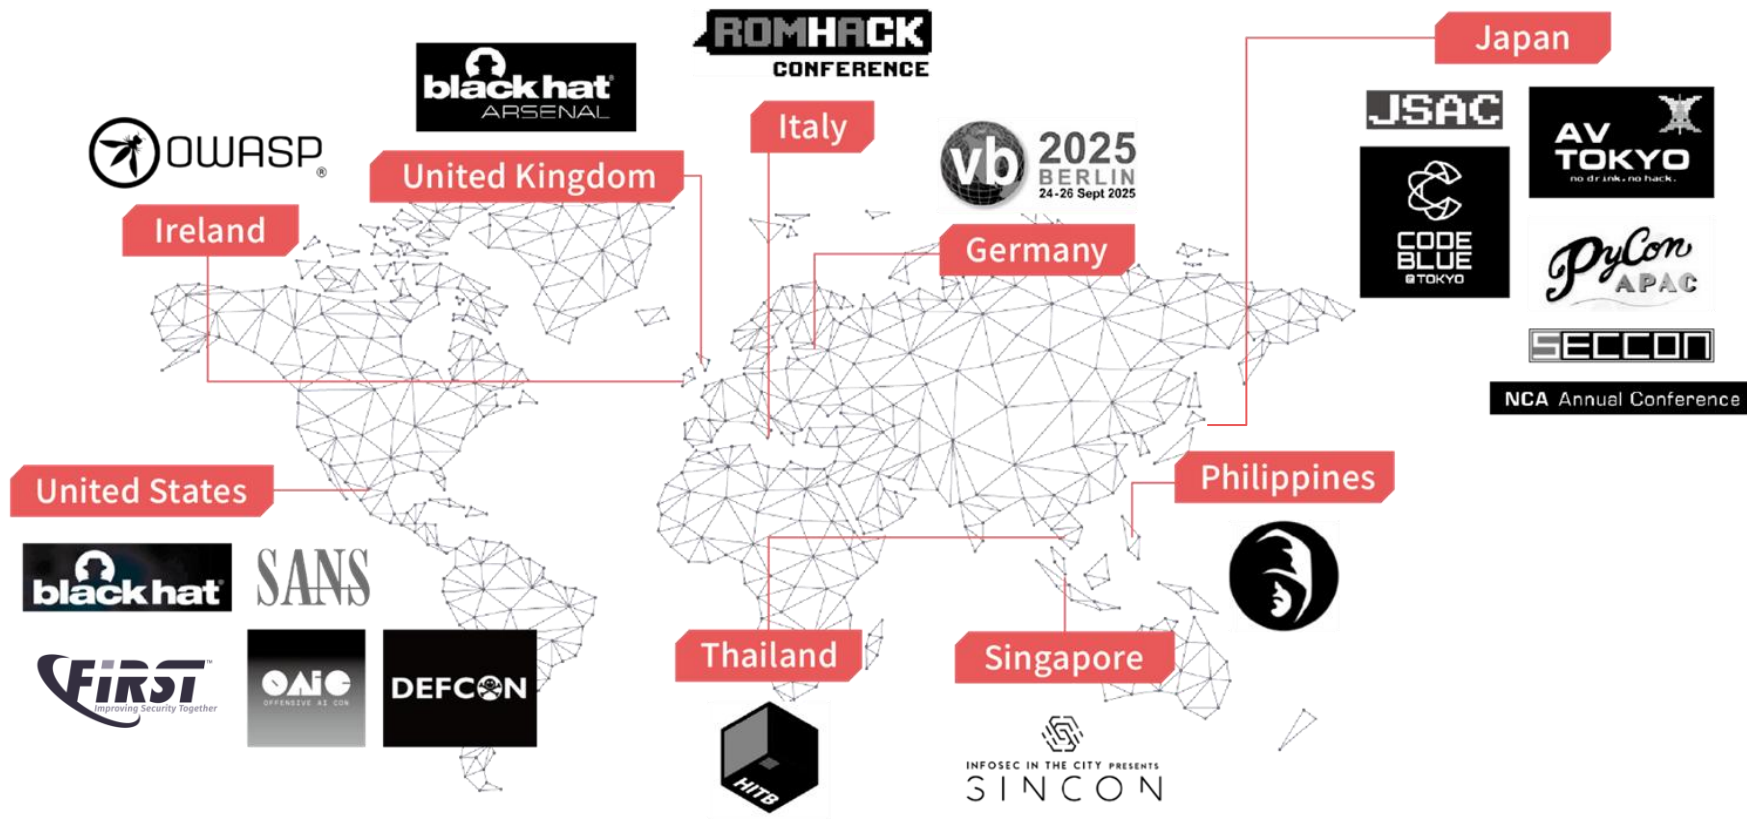 ROMHACK
CONFERENCE
black hat®
ARSENAL
OWASP®
United Kingdom
Ireland
Italy
vb
2025
BERLIN
24-26 Sept 2025
Germany
Japan
JSAC
AV
TOKYO
no drink. no hack.
CODE
BLUE
@TOKYO
PyCon
APAC
SECCON
NCA Annual Conference
United States
black hat®
SANS
FiRST™
Improving Security Together
OAIC
OFFENSIVE AI CON
DEFCON
Philippines
Thailand
HITB
Singapore
INFOSEC IN THE CITY PRESENTS
SINCON